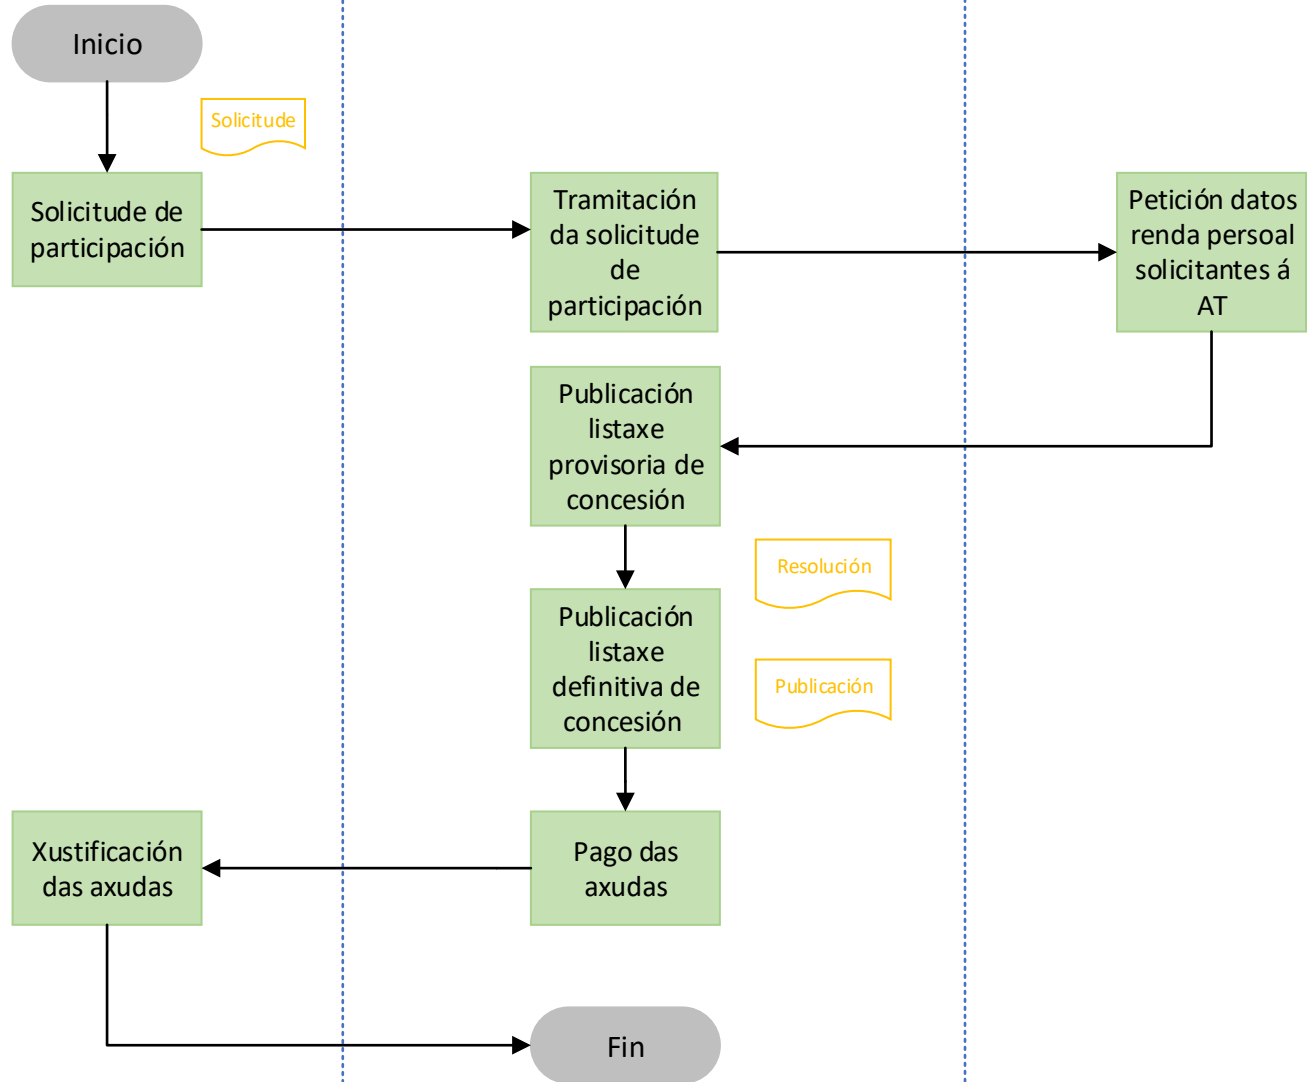 Inicio
Solicitude
Solicitude de
participación
Tramitación
da solicitude
de
participación
Petición datos
renda persoal
solicitantes á
AT
Publicación
listaxe
provisoria de
concesión
Resolución
Publicación
listaxe
definitiva de
concesión
Publicación
Xustificación
das axudas
Pago das
axudas
Fin